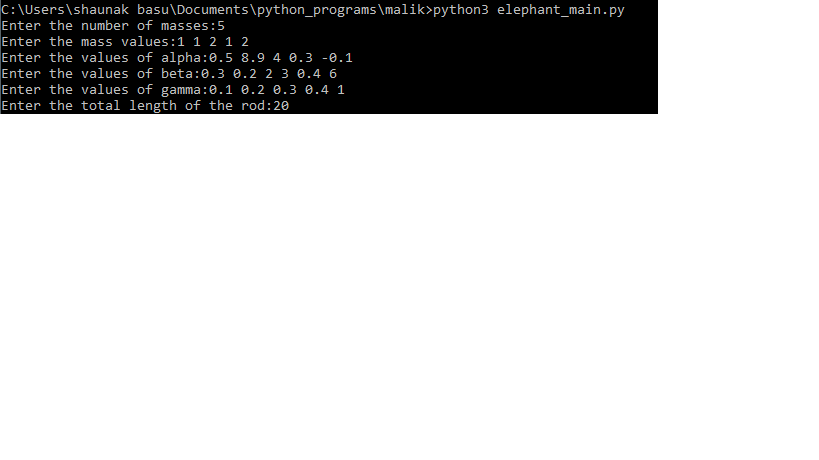 C:\Users\shaunak basu\Documents\python_programs\malik>python3 elephant_main.py
Enter the number of masses:5
Enter the mass values:1 1 2 1 2
Enter the values of alpha:0.5 8.9 4 0.3 -0.1
Enter the values of beta:0.3 0.2 2 3 0.4 6
Enter the values of gamma:0.1 0.2 0.3 0.4 1
Enter the total length of the rod:20